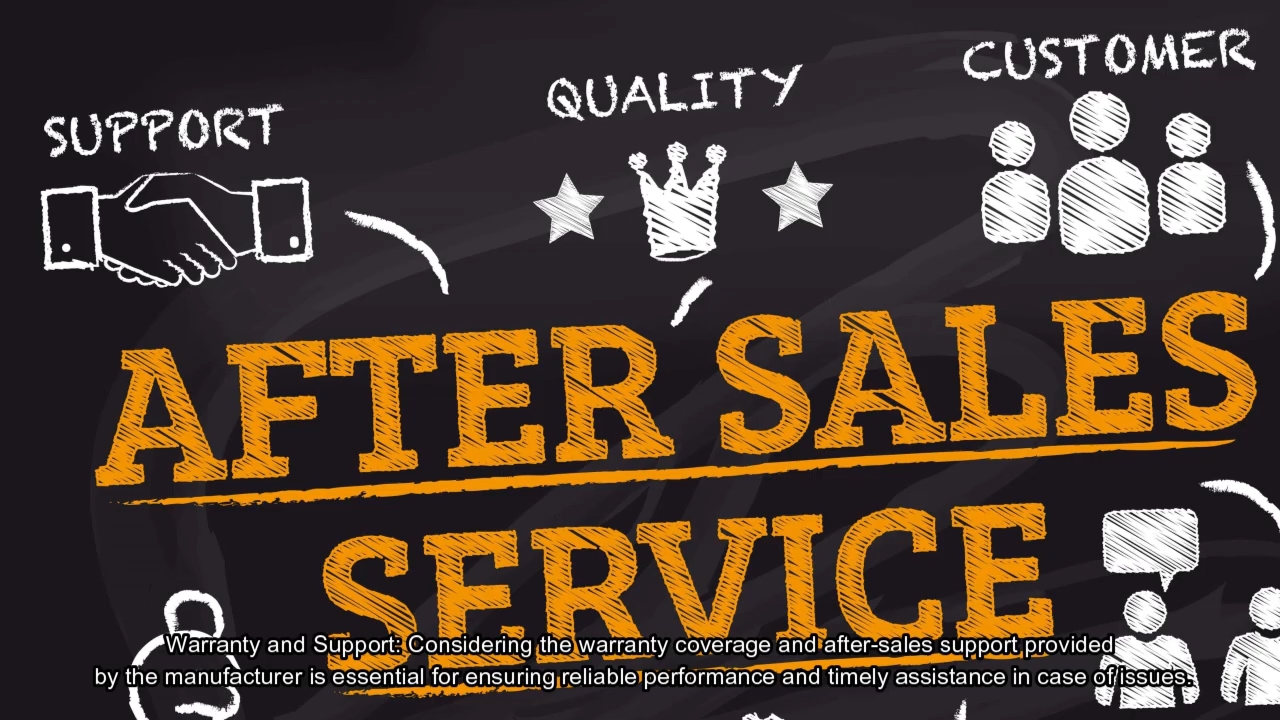 CUSTOMER
QUALITY
SUPPORT
AFTER SALES
SERVICE
Warranty and Support: Considering the warranty coverage and after-sales support provided
by the manufacturer is essential for ensuring reliable performance and timely assistance in case of issues.